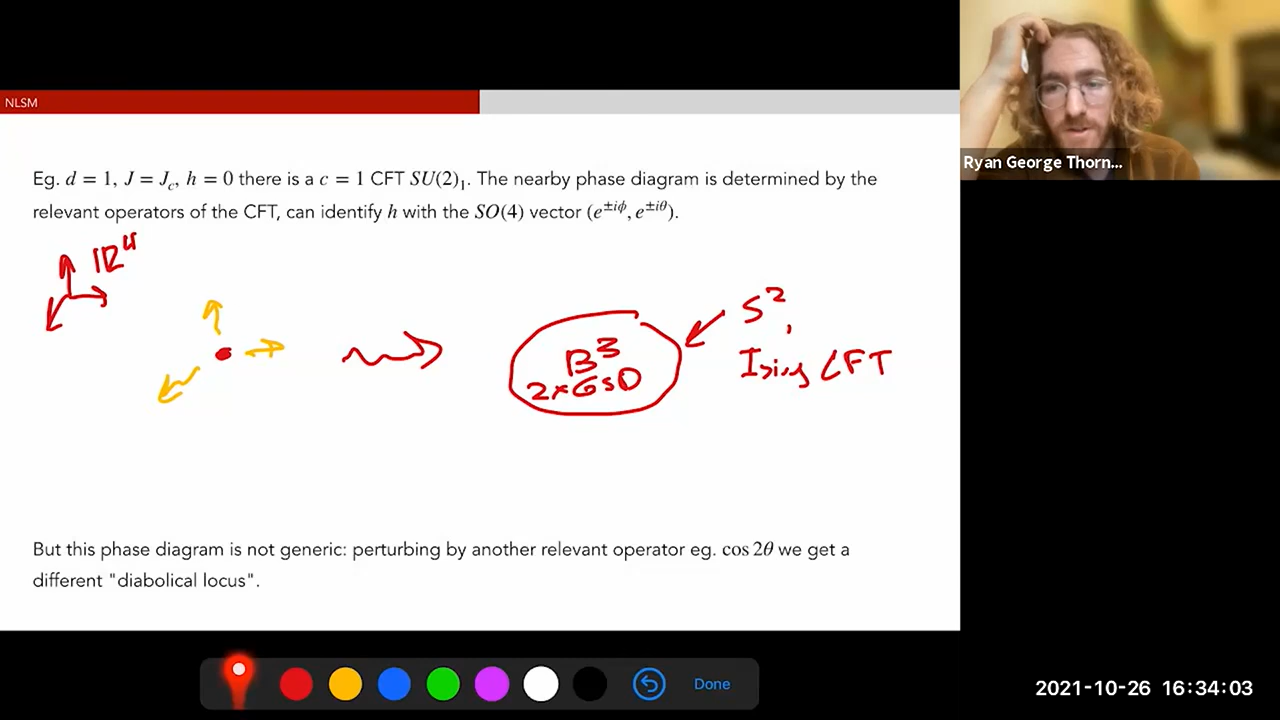 NLSM
Eg. d = 1, J = J_c, h = 0 there is a c = 1 CFT SU(2)_1. The nearby phase diagram is determined by the
relevant operators of the CFT, can identify h with the SO(4) vector (e^{±iϕ}, e^{±iθ}).
ℝ^4
S^2,
B^3
2xGSD
Ising CFT
But this phase diagram is not generic: perturbing by another relevant operator eg. cos 2θ we get a
different "diabolical locus".
Ryan George Thorn...
Done
2021-10-26 16:34:03